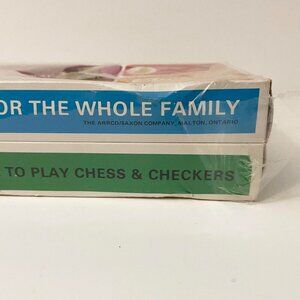 OR THE WHOLE FAMILY
THE ARRCO/SAXON COMPANY, MALTON, ONTARIO
TO PLAY CHESS & CHECKERS